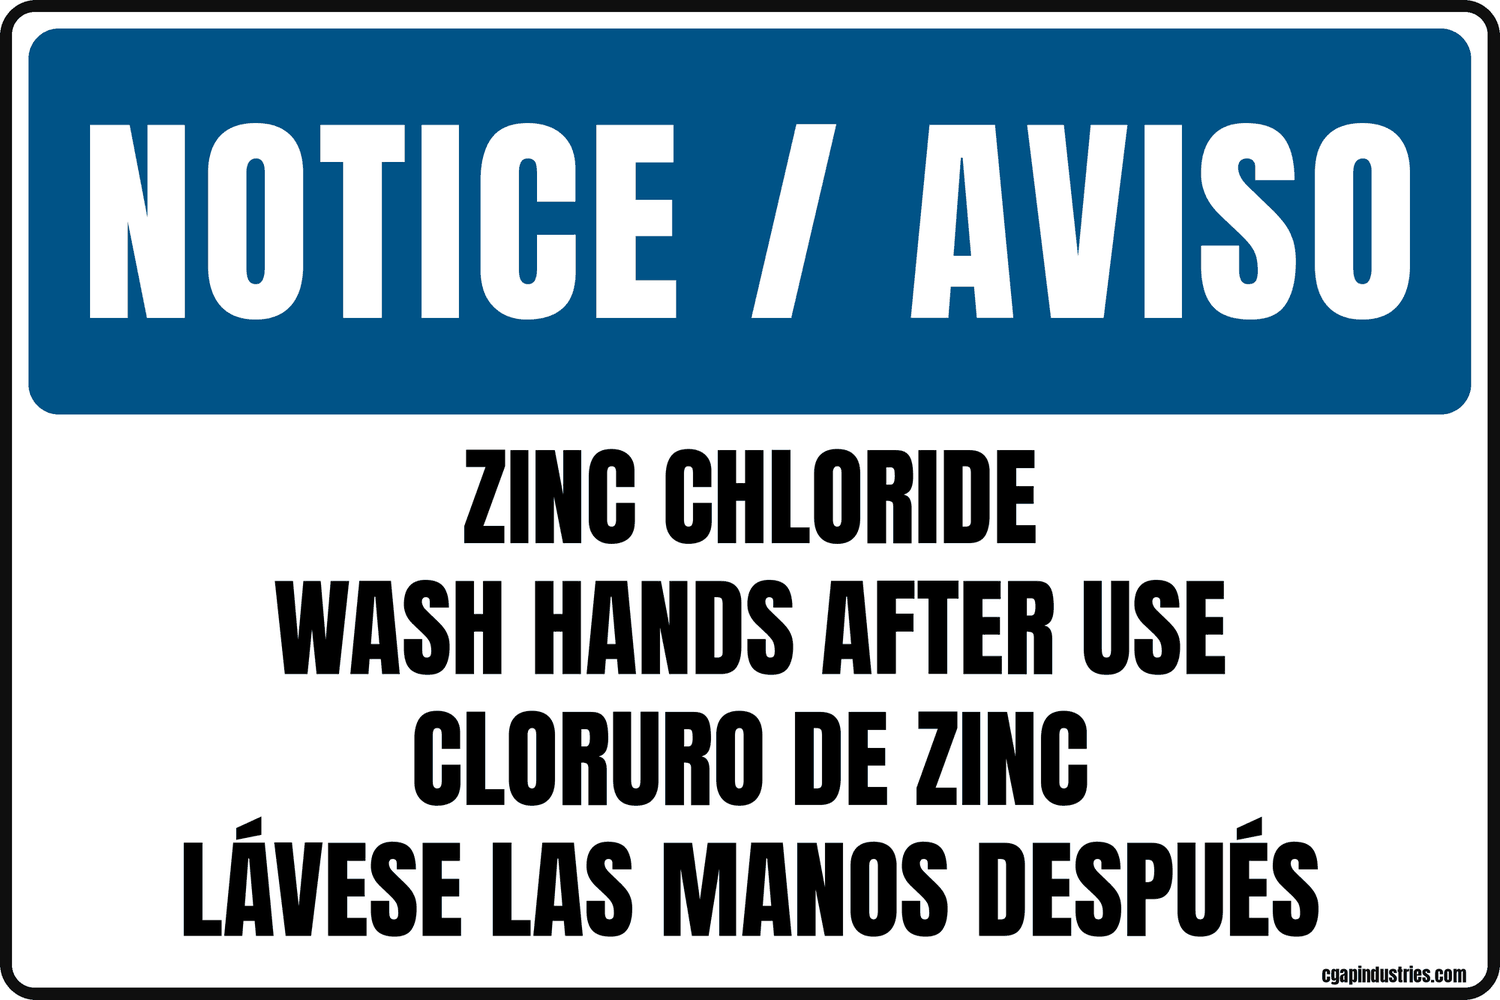 NOTICE / AVISO
ZINC CHLORIDE
WASH HANDS AFTER USE
CLORURO DE ZINC
LÁVESE LAS MANOS DESPUÉS
cgapindustries.com